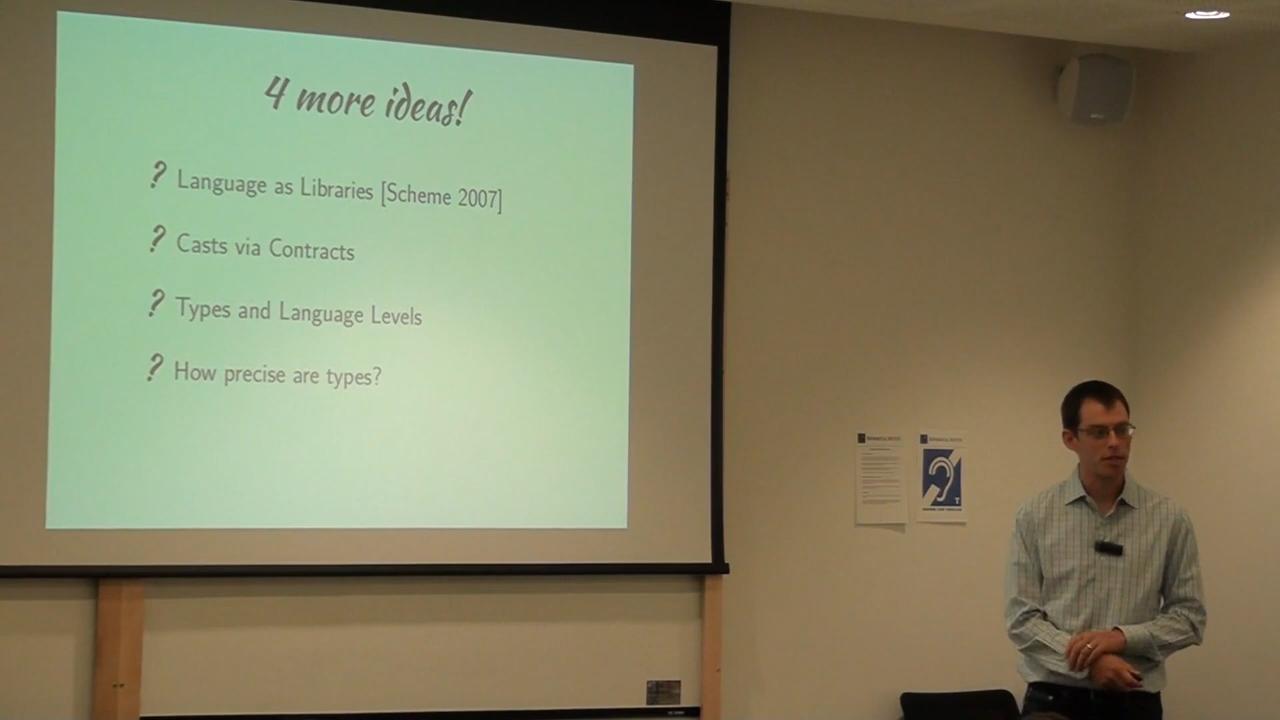 4 more ideas!
? Language as Libraries [Scheme 2007]
? Casts via Contracts
? Types and Language Levels
? How precise are types?
T